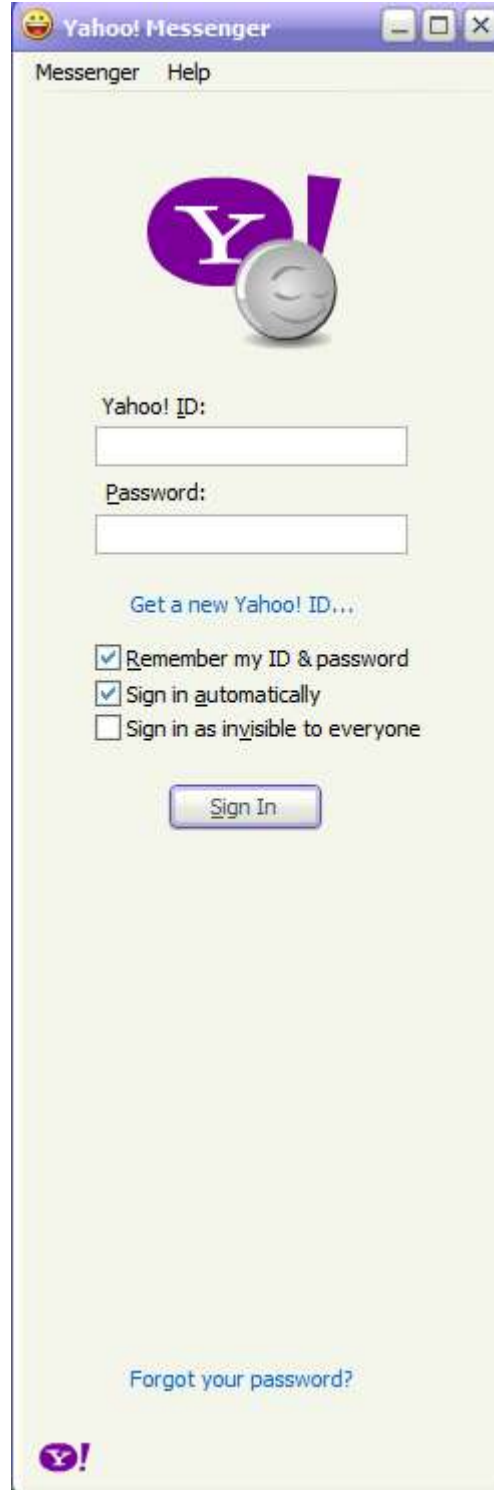 Yahoo! Messenger
Messenger Help
Y!
Yahoo! ID:
Password:
Get a new Yahoo! ID...
Remember my ID & password
Sign in automatically
Sign in as invisible to everyone
Sign In
Forgot your password?
Y!